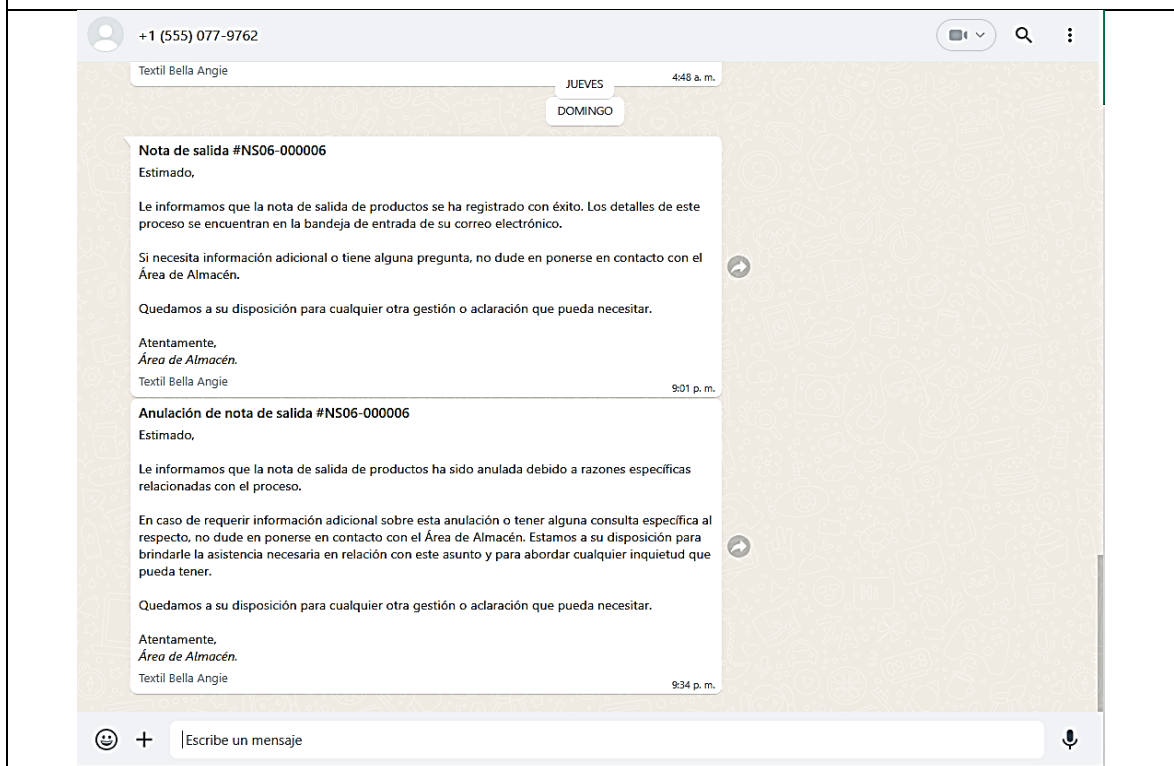 +1 (555) 077-9762
Textil Bella Angie
4:48 a. m.
JUEVES
DOMINGO
Nota de salida #NS06-000006
Estimado,
Le informamos que la nota de salida de productos se ha registrado con éxito. Los detalles de este
proceso se encuentran en la bandeja de entrada de su correo electrónico.
Si necesita información adicional o tiene alguna pregunta, no dude en ponerse en contacto con el
Área de Almacén.
Quedamos a su disposición para cualquier otra gestión o aclaración que pueda necesitar.
Atentamente,
Área de Almacén.
Textil Bella Angie
9:01 p. m.
Anulación de nota de salida #NS06-000006
Estimado,
Le informamos que la nota de salida de productos ha sido anulada debido a razones específicas
relacionadas con el proceso.
En caso de requerir información adicional sobre esta anulación o tener alguna consulta específica al
respecto, no dude en ponerse en contacto con el Área de Almacén. Estamos a su disposición para
brindarle la asistencia necesaria en relación con este asunto y para abordar cualquier inquietud que
pueda tener.
Quedamos a su disposición para cualquier otra gestión o aclaración que pueda necesitar.
Atentamente,
Área de Almacén.
Textil Bella Angie
9:34 p. m.
Escribe un mensaje